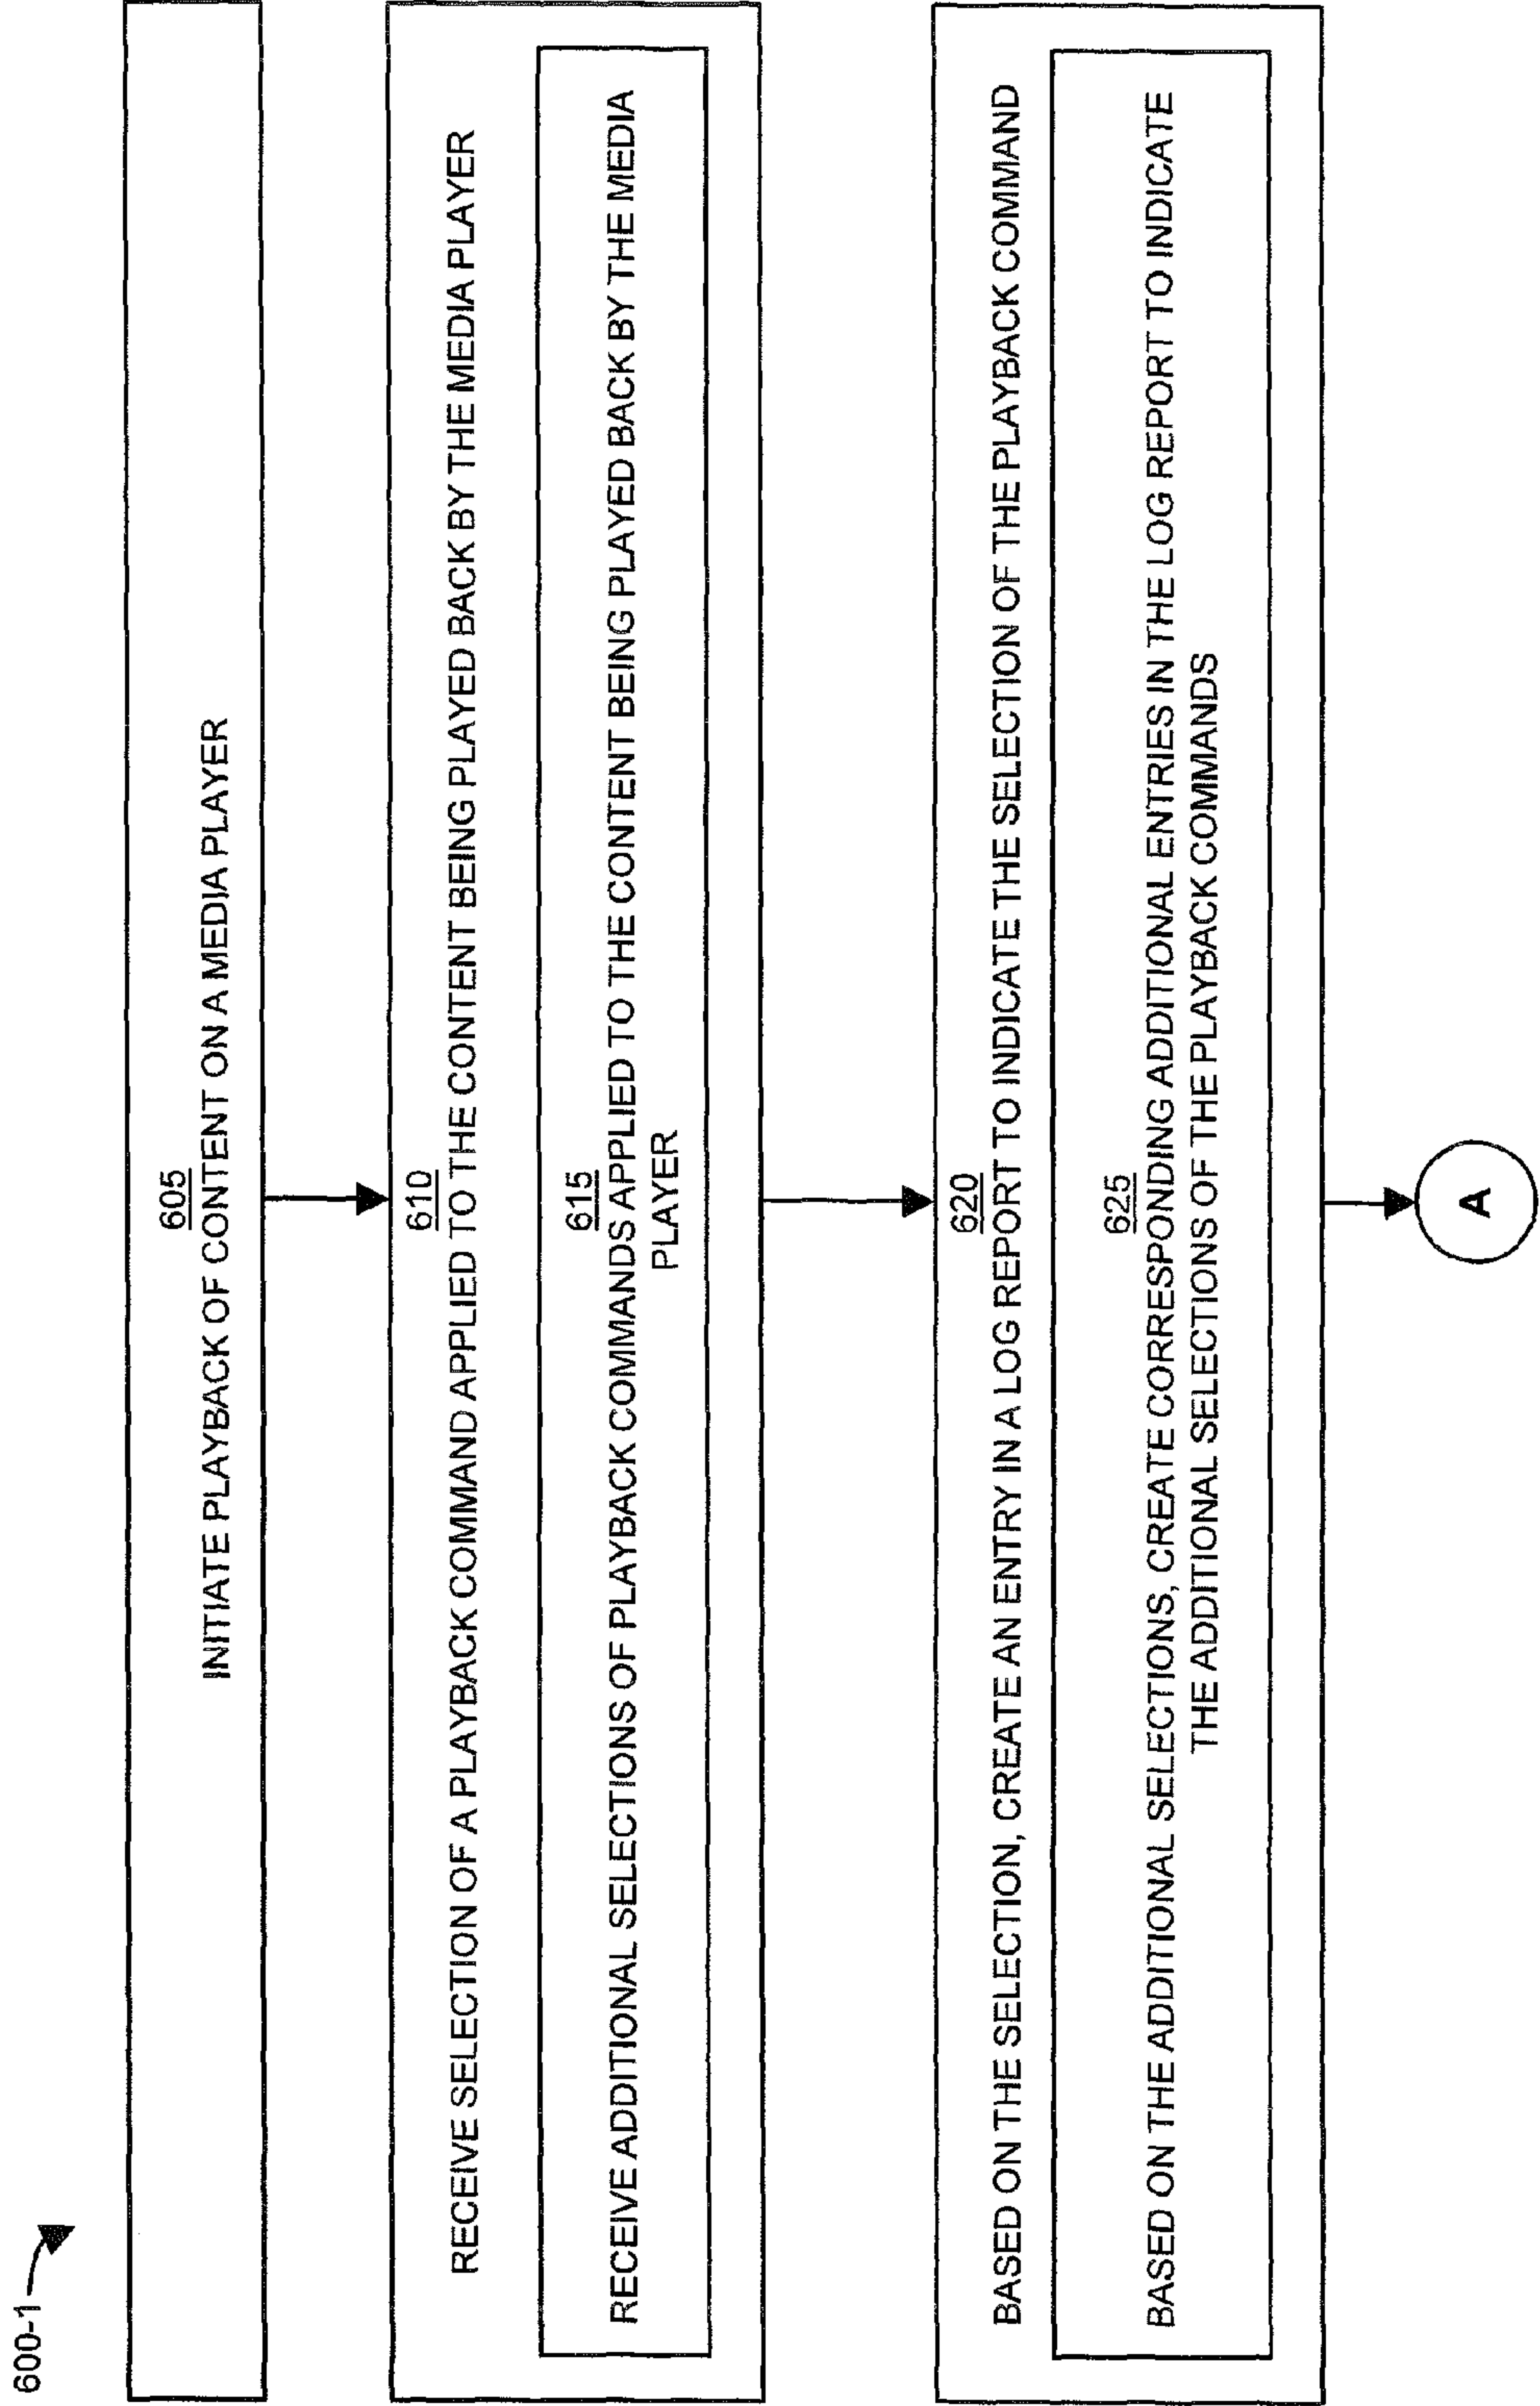 600-1
605
INITIATE PLAYBACK OF CONTENT ON A MEDIA PLAYER
610
RECEIVE SELECTION OF A PLAYBACK COMMAND APPLIED TO THE CONTENT BEING PLAYED BACK BY THE MEDIA PLAYER
615
RECEIVE ADDITIONAL SELECTIONS OF PLAYBACK COMMANDS APPLIED TO THE CONTENT BEING PLAYED BACK BY THE MEDIA
PLAYER
620
BASED ON THE SELECTION, CREATE AN ENTRY IN A LOG REPORT TO INDICATE THE SELECTION OF THE PLAYBACK COMMAND
625
BASED ON THE ADDITIONAL SELECTIONS, CREATE CORRESPONDING ADDITIONAL ENTRIES IN THE LOG REPORT TO INDICATE
THE ADDITIONAL SELECTIONS OF THE PLAYBACK COMMANDS
A